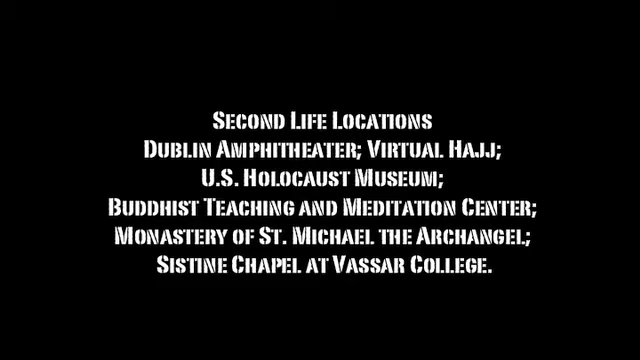 Second Life Locations
Dublin Amphitheater; Virtual Hajj;
U.S. Holocaust Museum;
Buddhist Teaching and Meditation Center;
Monastery of St. Michael the Archangel;
Sistine Chapel at Vassar College.